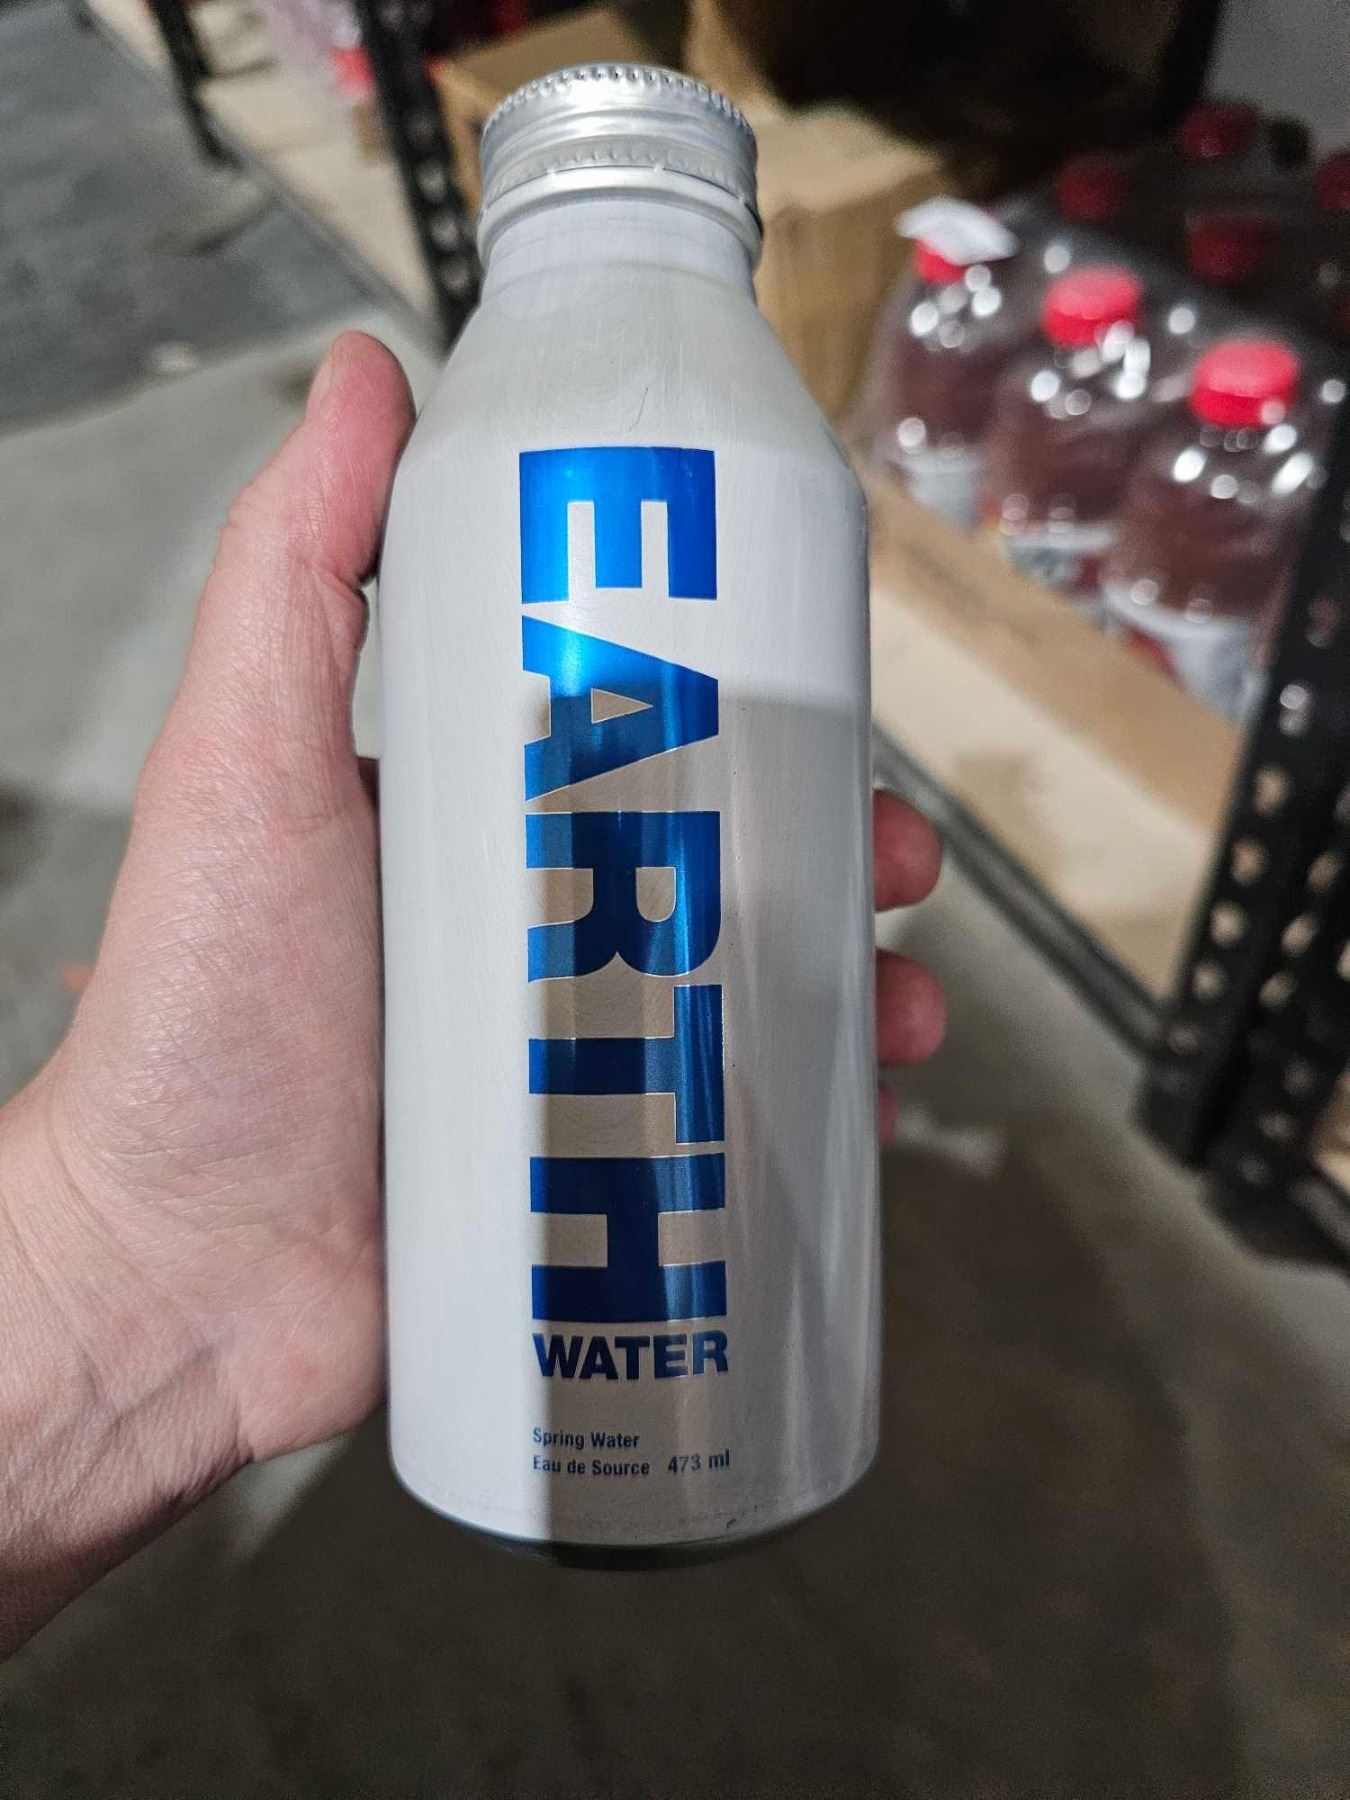 EARTH
WATER
Spring Water
Eau de Source 473 ml